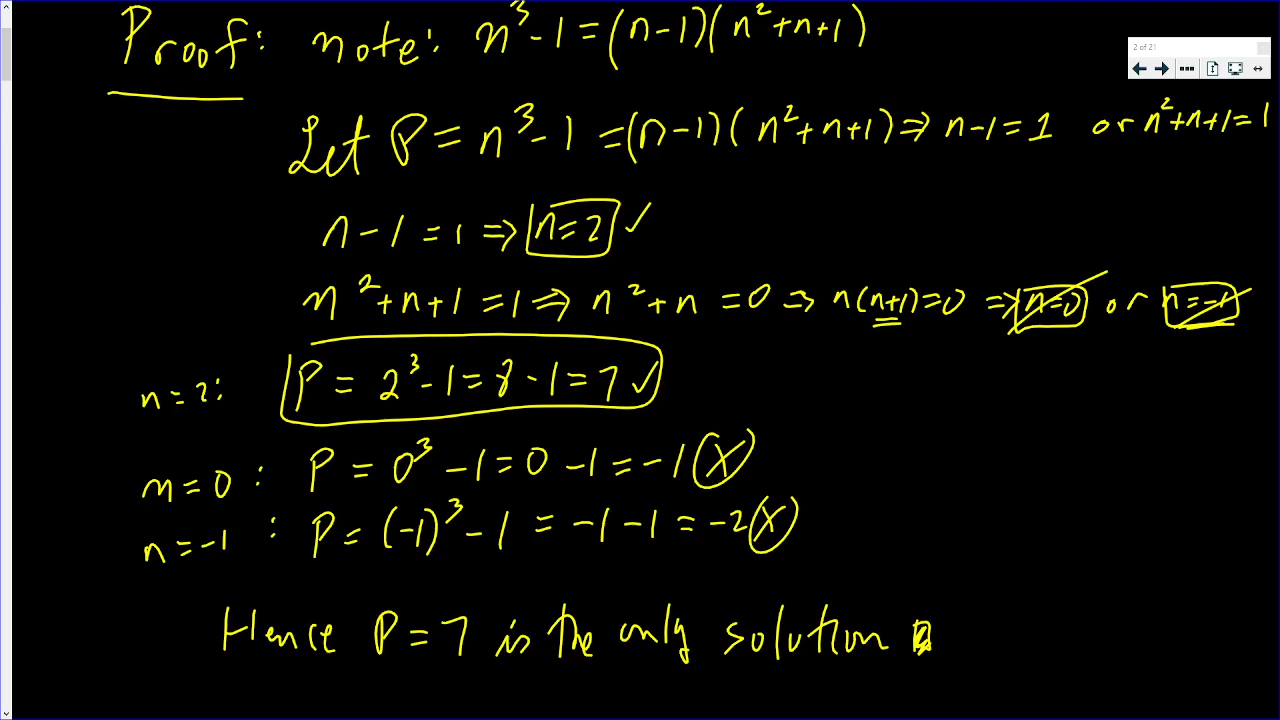 Proof: note: n³-1=(n-1)(n²+n+1)
2 of 21
Let P=n³-1=(n-1)(n²+n+1)⇒n-1=1 or n²+n+1=1
n-1=1⇒n=2✓
n²+n+1=1⇒n²+n=0⇒n(n+1)=0⇒n=0 or n=-1
n=2: P=2³-1=8-1=7✓
n=0: P=0³-1=0-1=-1 X
n=-1: P=(-1)³-1=-1-1=-2 X
Hence P=7 is the only solution